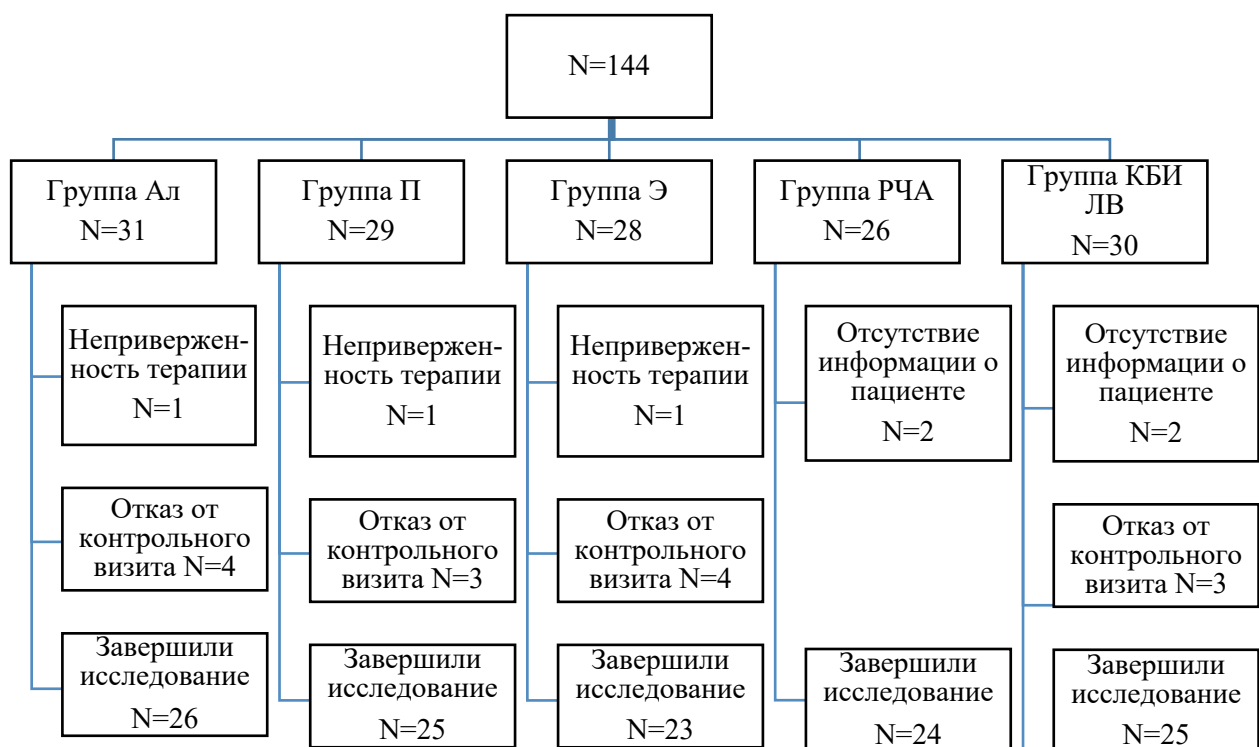 N=144
Группа Ал
N=31
Группа П
N=29
Группа Э
N=28
Группа РЧА
N=26
Группа КБИ
ЛВ
N=30
Непривержен-
ность терапии
N=1
Непривержен-
ность терапии
N=1
Непривержен-
ность терапии
N=1
Отсутствие
информации о
пациенте
N=2
Отсутствие
информации о
пациенте
N=2
Отказ от
контрольного
визита N=4
Отказ от
контрольного
визита N=3
Отказ от
контрольного
визита N=4
Отказ от
контрольного
визита N=3
Завершили
исследование
N=26
Завершили
исследование
N=25
Завершили
исследование
N=23
Завершили
исследование
N=24
Завершили
исследование
N=25